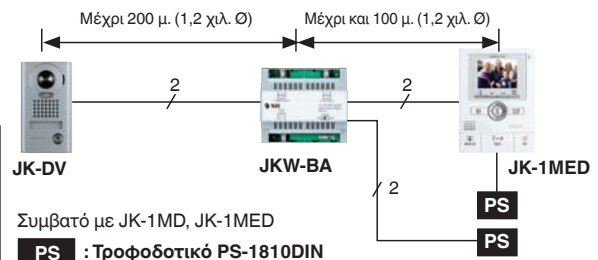 Μέχρι 200 μ. (1,2 χιλ. Ø)
Μέχρι και 100 μ. (1,2 χιλ. Ø)
2
2
JK-DV
JKW-BA
JK-1MED
2
PS
PS
Συμβατό με JK-1MD, JK-1MED
PS : Τροφοδοτικό PS-1810DIN